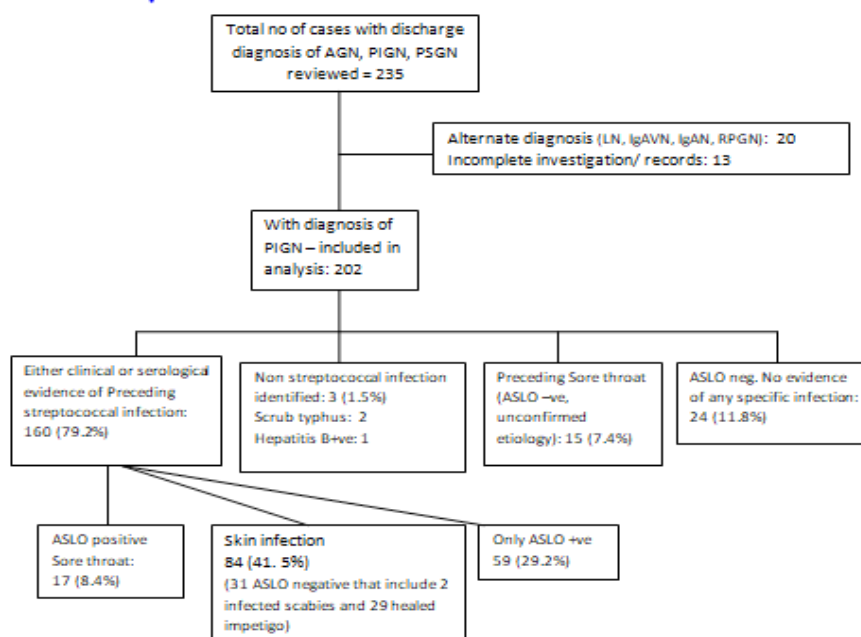 Total no of cases with discharge
diagnosis of AGN, PIGN, PSGN
reviewed = 235
Alternate diagnosis (LN, IgAVN, IgAN, RPGN): 20
Incomplete investigation/ records: 13
With diagnosis of
PIGN – included in
analysis: 202
Either clinical or serological
evidence of Preceding
streptococcal infection:
160 (79.2%)
Non streptococcal infection
identified: 3 (1.5%)
Scrub typhus: 2
Hepatitis B+ve: 1
Preceding Sore throat
(ASLO –ve,
unconfirmed
etiology): 15 (7.4%)
ASLO neg. No evidence
of any specific infection:
24 (11.8%)
ASLO positive
Sore throat:
17 (8.4%)
Skin infection
84 (41. 5%)
(31 ASLO negative that include 2
infected scabies and 29 healed
impetigo)
Only ASLO +ve
59 (29.2%)